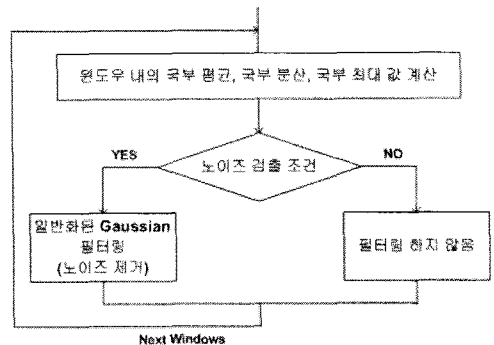 윈도우 내의 국부 평균, 국부 분산, 국부 최대 값 계산
YES
노이즈 검출 조건
NO
일반화된 Gaussian
필터링
(노이즈 제거)
필터링 하지 않음
Next Windows